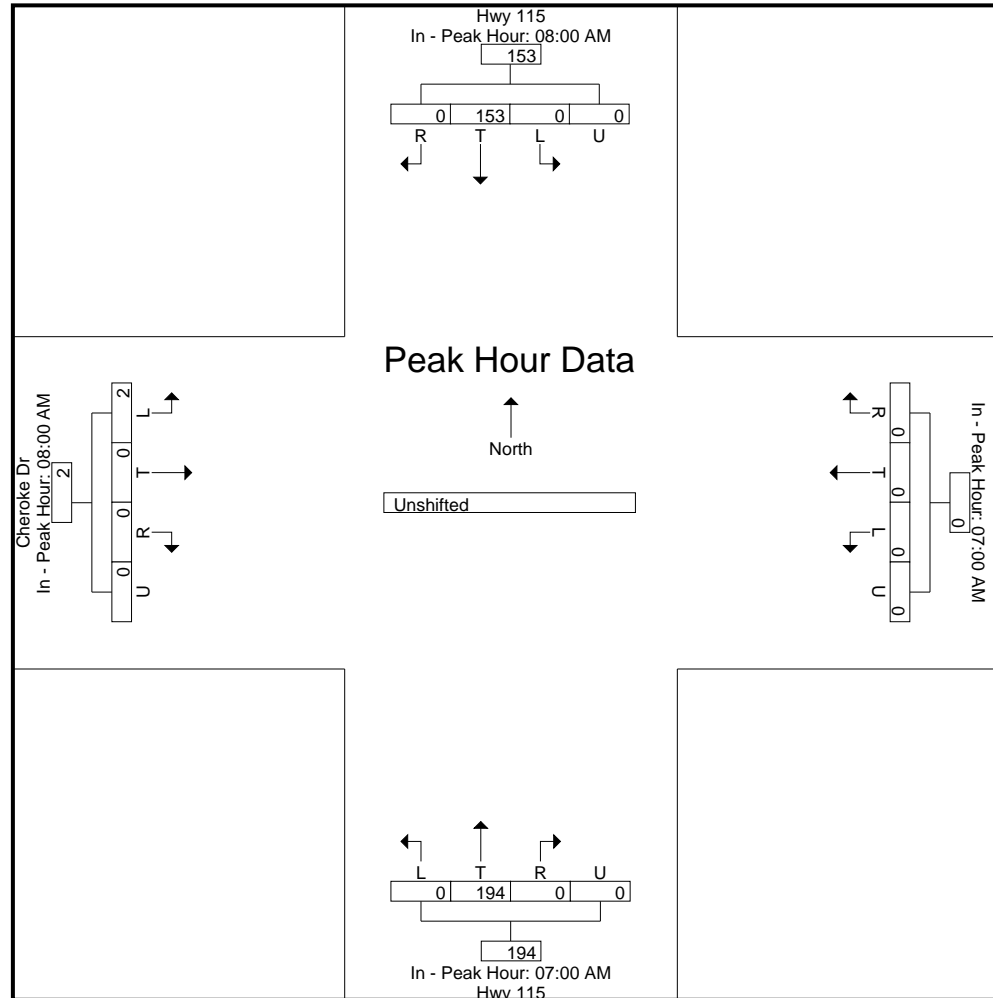 Hwy 115
In - Peak Hour: 08:00 AM
153
0 153 0 0
R T L U
Peak Hour Data
North
Unshifted
Cheroke Dr
In - Peak Hour: 08:00 AM
2
2 0 0 0
L T R U
R T L U
0 0 0 0
0
In - Peak Hour: 07:00 AM
L T R U
0 194 0 0
194
In - Peak Hour: 07:00 AM
Hwy 115